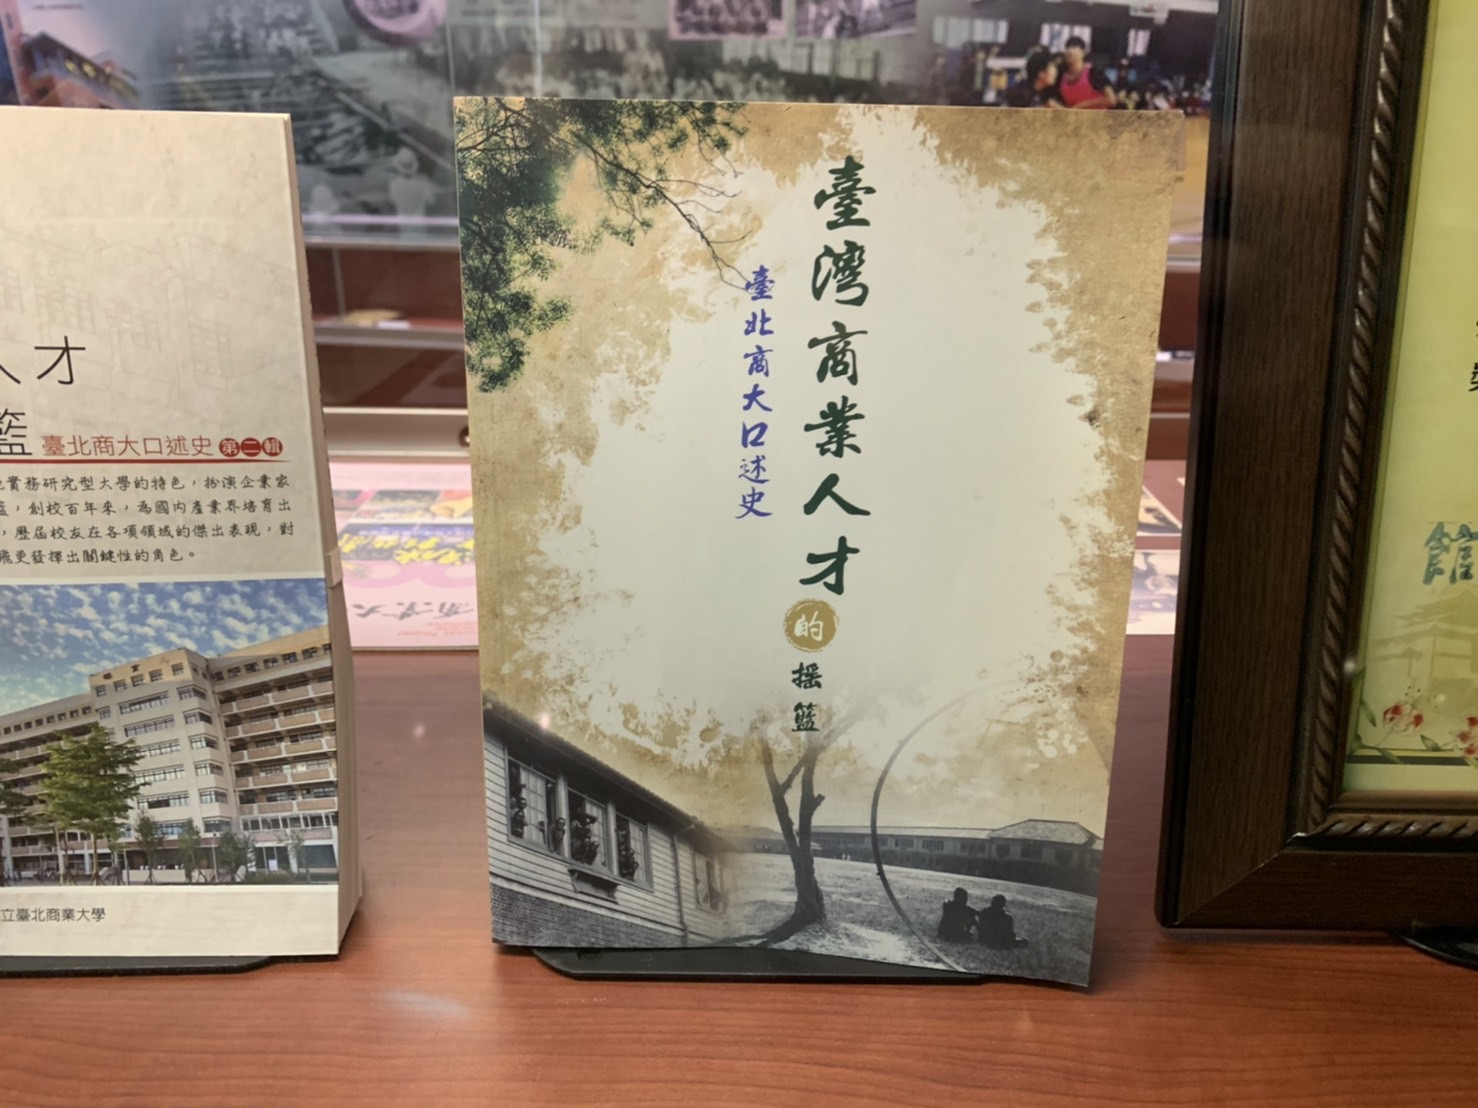 臺灣商業人才的搖籃
臺北商大口述史
人才
籃 臺北商大口述史 第二輯
實務研究型大學的特色，扮演企業家
，創校百年來，為國內產業界培育出
，歷屆校友在各項領域的傑出表現，對
飛更發揮出關鍵性的角色。
立臺北商業大學